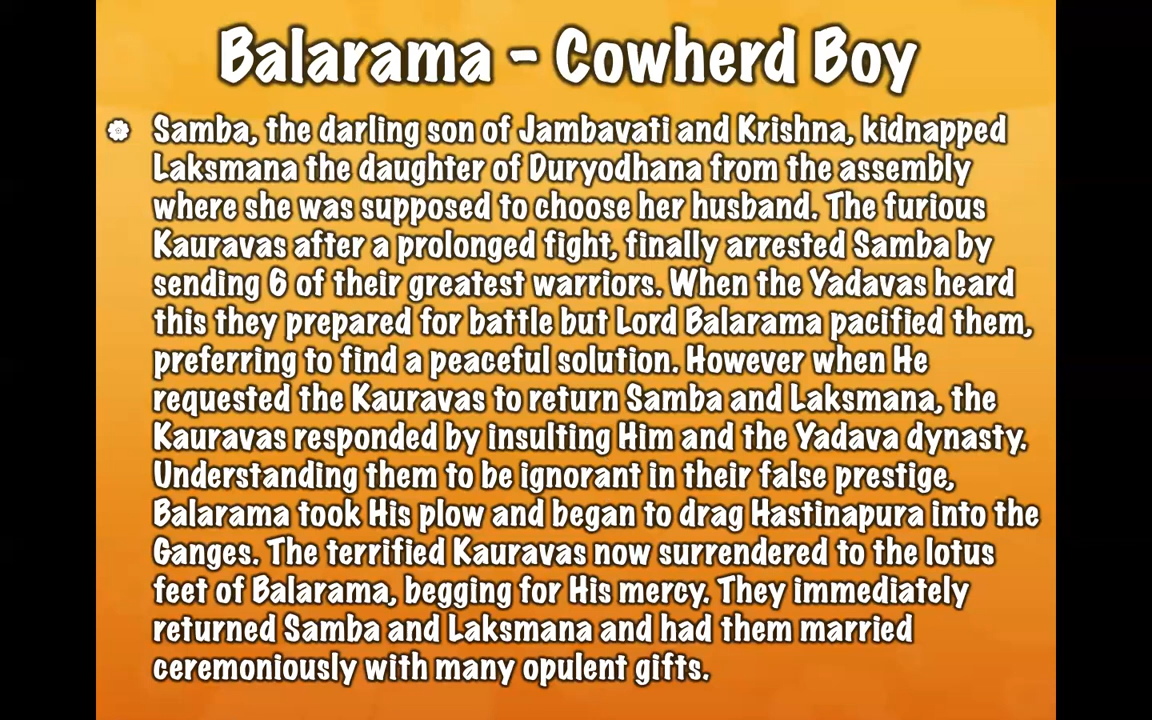 Balarama - Cowherd Boy
Samba, the darling son of Jambavati and Krishna, kidnapped
Laksmana the daughter of Duryodhana from the assembly
where she was supposed to choose her husband. The furious
Kauravas after a prolonged fight, finally arrested Samba by
sending 6 of their greatest warriors. When the Yadavas heard
this they prepared for battle but Lord Balarama pacified them,
preferring to find a peaceful solution. However when He
requested the Kauravas to return Samba and Laksmana, the
Kauravas responded by insulting Him and the Yadava dynasty.
Understanding them to be ignorant in their false prestige,
Balarama took His plow and began to drag Hastinapura into the
Ganges. The terrified Kauravas now surrendered to the lotus
feet of Balarama, begging for His mercy. They immediately
returned Samba and Laksmana and had them married
ceremoniously with many opulent gifts.